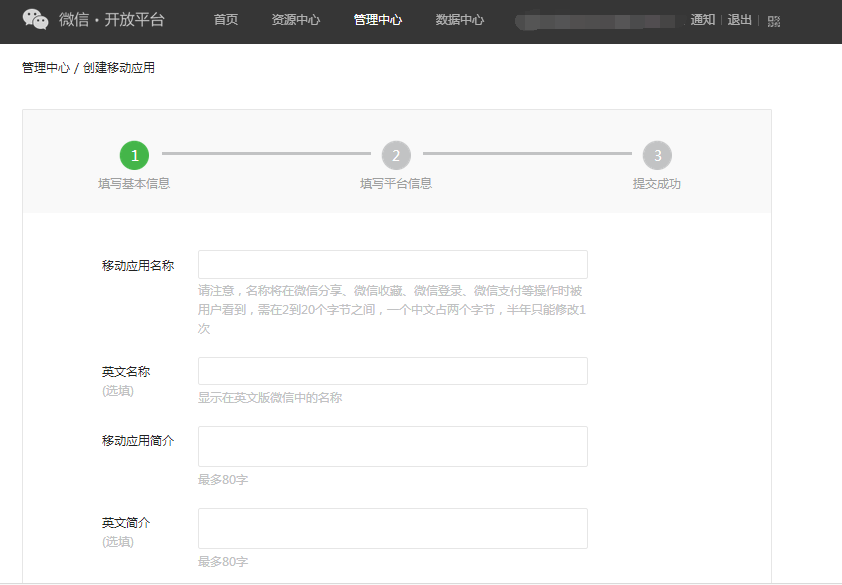 微信·开放平台 首页 资源中心 管理中心 数据中心 通知 退出
管理中心 / 创建移动应用
1 2 3
填写基本信息 填写平台信息 提交成功
移动应用名称
请注意，名称将在微信分享、微信收藏、微信登录、微信支付等操作时被
用户看到，需在2到20个字节之间，一个中文占两个字节，半年只能修改1
次
英文名称
(选填)
显示在英文版微信中的名称
移动应用简介
最多80字
英文简介
(选填)
最多80字